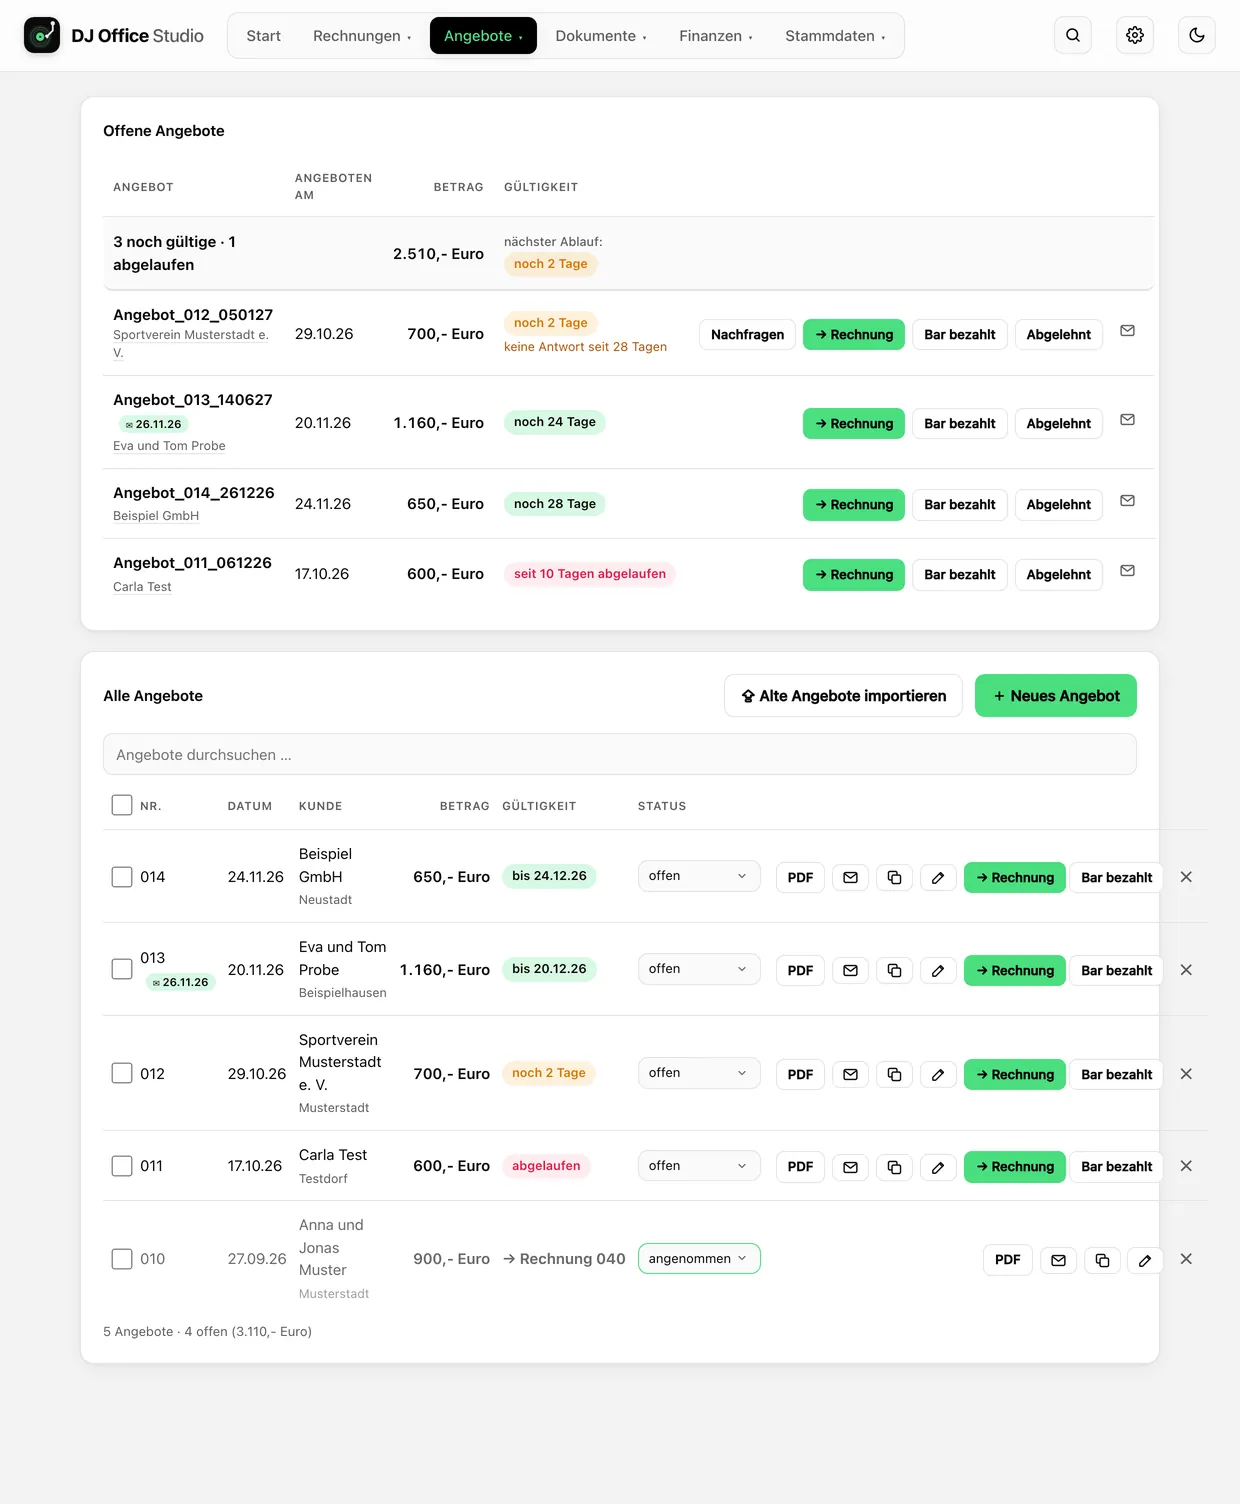 DJ Office Studio
Start
Rechnungen
Angebote
Dokumente
Finanzen
Stammdaten
Offene Angebote
ANGEBOT
ANGEBOTEN AM
BETRAG
GÜLTIGKEIT
3 noch gültige · 1
abgelaufen
2.510,- Euro
nächster Ablauf:
noch 2 Tage
Angebot_012_050127
Sportverein Musterstadt e.
V.
29.10.26
700,- Euro
noch 2 Tage
keine Antwort seit 28 Tagen
Nachfragen
→ Rechnung
Bar bezahlt
Abgelehnt
Angebot_013_140627
✉ 26.11.26
Eva und Tom Probe
20.11.26
1.160,- Euro
noch 24 Tage
→ Rechnung
Bar bezahlt
Abgelehnt
Angebot_014_261226
Beispiel GmbH
24.11.26
650,- Euro
noch 28 Tage
→ Rechnung
Bar bezahlt
Abgelehnt
Angebot_011_061226
Carla Test
17.10.26
600,- Euro
seit 10 Tagen abgelaufen
→ Rechnung
Bar bezahlt
Abgelehnt
Alle Angebote
Alte Angebote importieren
+ Neues Angebot
Angebote durchsuchen ...
NR.
DATUM
KUNDE
BETRAG
GÜLTIGKEIT
STATUS
014
24.11.26
Beispiel
GmbH
Neustadt
650,- Euro
bis 24.12.26
offen
PDF
→ Rechnung
Bar bezahlt
013
✉ 26.11.26
20.11.26
Eva und Tom
Probe
Beispielhausen
1.160,- Euro
bis 20.12.26
offen
PDF
→ Rechnung
Bar bezahlt
012
29.10.26
Sportverein
Musterstadt
e. V.
Musterstadt
700,- Euro
noch 2 Tage
offen
PDF
→ Rechnung
Bar bezahlt
011
17.10.26
Carla Test
Testdorf
600,- Euro
abgelaufen
offen
PDF
→ Rechnung
Bar bezahlt
010
27.09.26
Anna und
Jonas
Muster
Musterstadt
900,- Euro
→ Rechnung 040
angenommen
PDF
5 Angebote · 4 offen (3.110,- Euro)